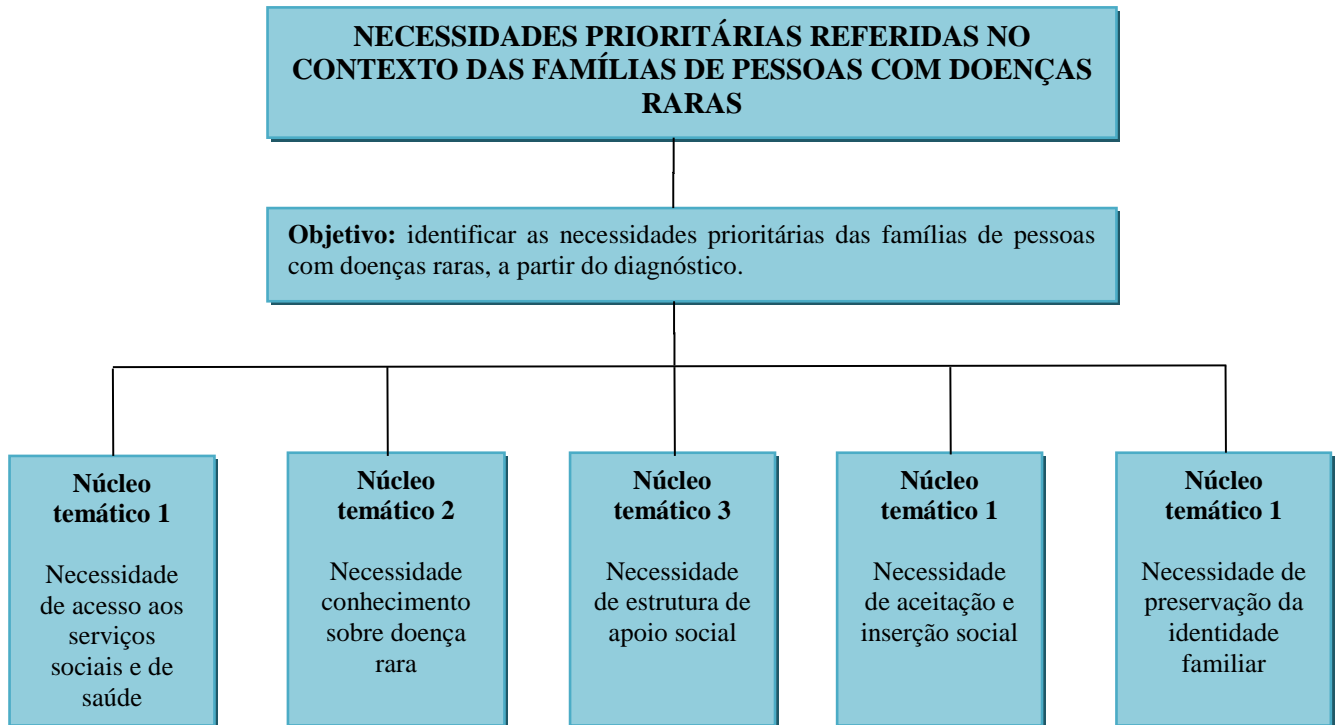 NECESSIDADES PRIORITÁRIAS REFERIDAS NO
CONTEXTO DAS FAMÍLIAS DE PESSOAS COM DOENÇAS
RARAS
Objetivo: identificar as necessidades prioritárias das famílias de pessoas
com doenças raras, a partir do diagnóstico.
Núcleo
temático 1
Necessidade
de acesso aos
serviços
sociais e de
saúde
Núcleo
temático 2
Necessidade
conhecimento
sobre doença
rara
Núcleo
temático 3
Necessidade
de estrutura de
apoio social
Núcleo
temático 1
Necessidade
de aceitação e
inserção social
Núcleo
temático 1
Necessidade de
preservação da
identidade
familiar